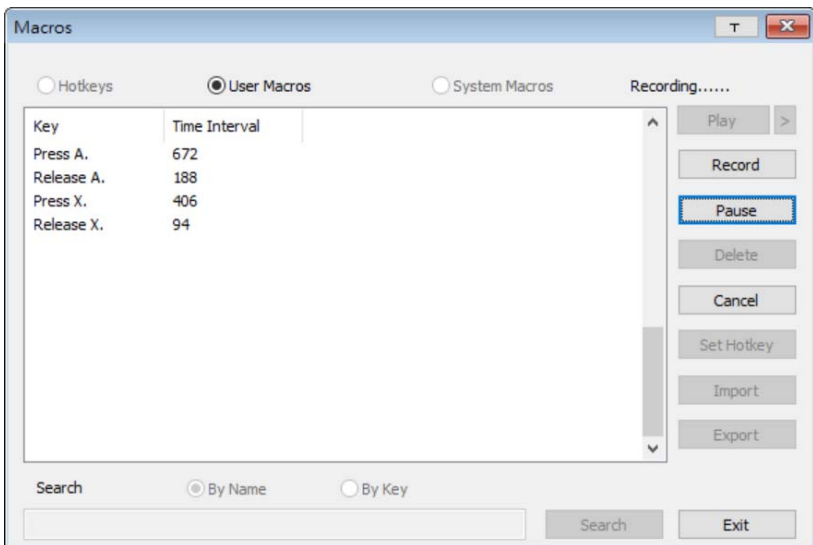 Macros T
Hotkeys User Macros System Macros Recording......
Key Time Interval
Press A. 672
Release A. 188
Press X. 406
Release X. 94
Play >
Record
Pause
Delete
Cancel
Set Hotkey
Import
Export
Search By Name By Key
Search Exit